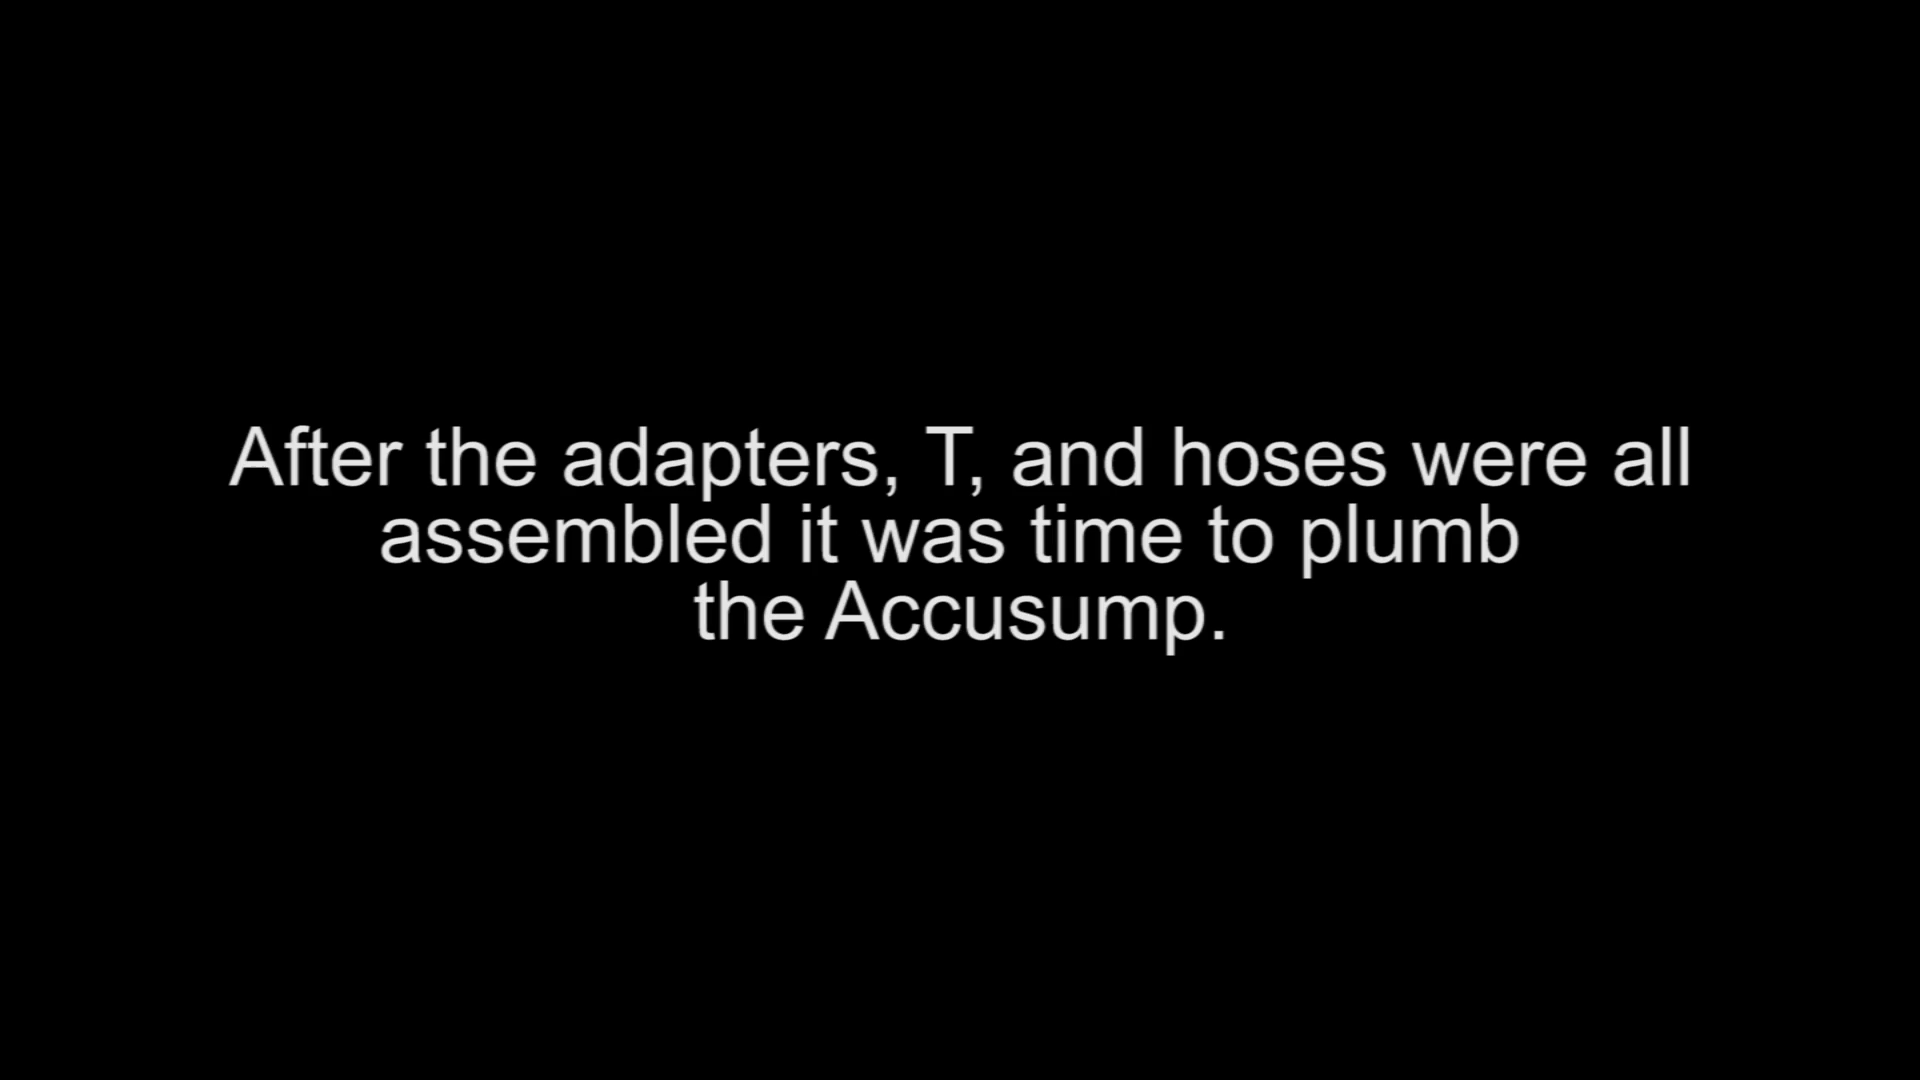 After the adapters, T, and hoses were all
assembled it was time to plumb
the Accusump.